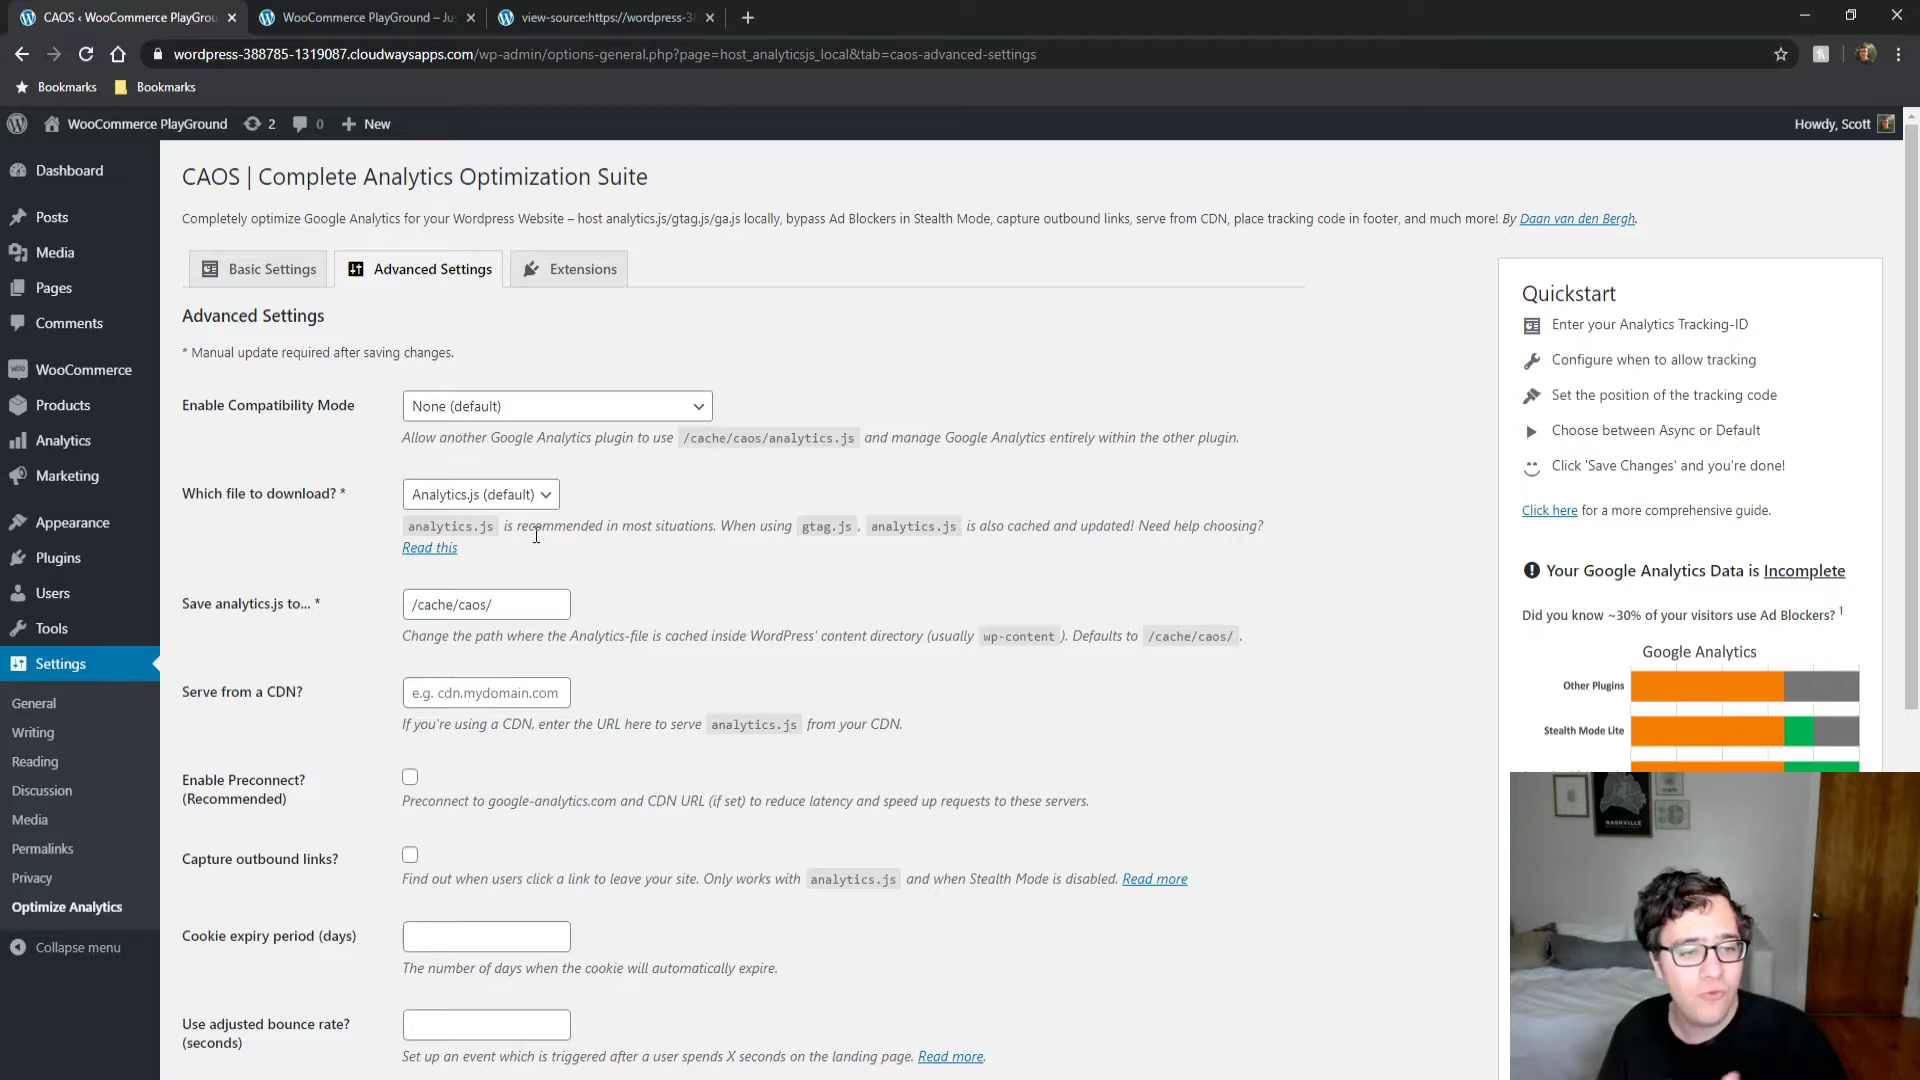 CAOS ‹ WooCommerce PlayGrou
WooCommerce PlayGround – Ju
view-source:https://wordpress-3
wordpress-388785-1319087.cloudwaysapps.com/wp-admin/options-general.php?page=host_analyticsjs_local&tab=caos-advanced-settings
Bookmarks
Bookmarks
WooCommerce PlayGround
2
0
New
Howdy, Scott
Dashboard
Posts
Media
Pages
Comments
WooCommerce
Products
Analytics
Marketing
Appearance
Plugins
Users
Tools
Settings
General
Writing
Reading
Discussion
Media
Permalinks
Privacy
Optimize Analytics
Collapse menu
CAOS | Complete Analytics Optimization Suite
Completely optimize Google Analytics for your Wordpress Website – host analytics.js/gtag.js/ga.js locally, bypass Ad Blockers in Stealth Mode, capture outbound links, serve from CDN, place tracking code in footer, and much more! By Daan van den Bergh.
Basic Settings
Advanced Settings
Extensions
Advanced Settings
* Manual update required after saving changes.
Enable Compatibility Mode
None (default)
Allow another Google Analytics plugin to use /cache/caos/analytics.js and manage Google Analytics entirely within the other plugin.
Which file to download? *
Analytics.js (default)
analytics.js is recommended in most situations. When using gtag.js, analytics.js is also cached and updated! Need help choosing?
Read this
Save analytics.js to... *
/cache/caos/
Change the path where the Analytics-file is cached inside WordPress' content directory (usually wp-content). Defaults to /cache/caos/.
Serve from a CDN?
e.g. cdn.mydomain.com
If you're using a CDN, enter the URL here to serve analytics.js from your CDN.
Enable Preconnect?
(Recommended)
Preconnect to google-analytics.com and CDN URL (if set) to reduce latency and speed up requests to these servers.
Capture outbound links?
Find out when users click a link to leave your site. Only works with analytics.js and when Stealth Mode is disabled. Read more
Cookie expiry period (days)
The number of days when the cookie will automatically expire.
Use adjusted bounce rate?
(seconds)
Set up an event which is triggered after a user spends X seconds on the landing page. Read more.
Quickstart
Enter your Analytics Tracking-ID
Configure when to allow tracking
Set the position of the tracking code
Choose between Async or Default
Click 'Save Changes' and you're done!
Click here for a more comprehensive guide.
Your Google Analytics Data is Incomplete
Did you know ~30% of your visitors use Ad Blockers? 1
Google Analytics
Other Plugins
Stealth Mode Lite
NASHVILLE